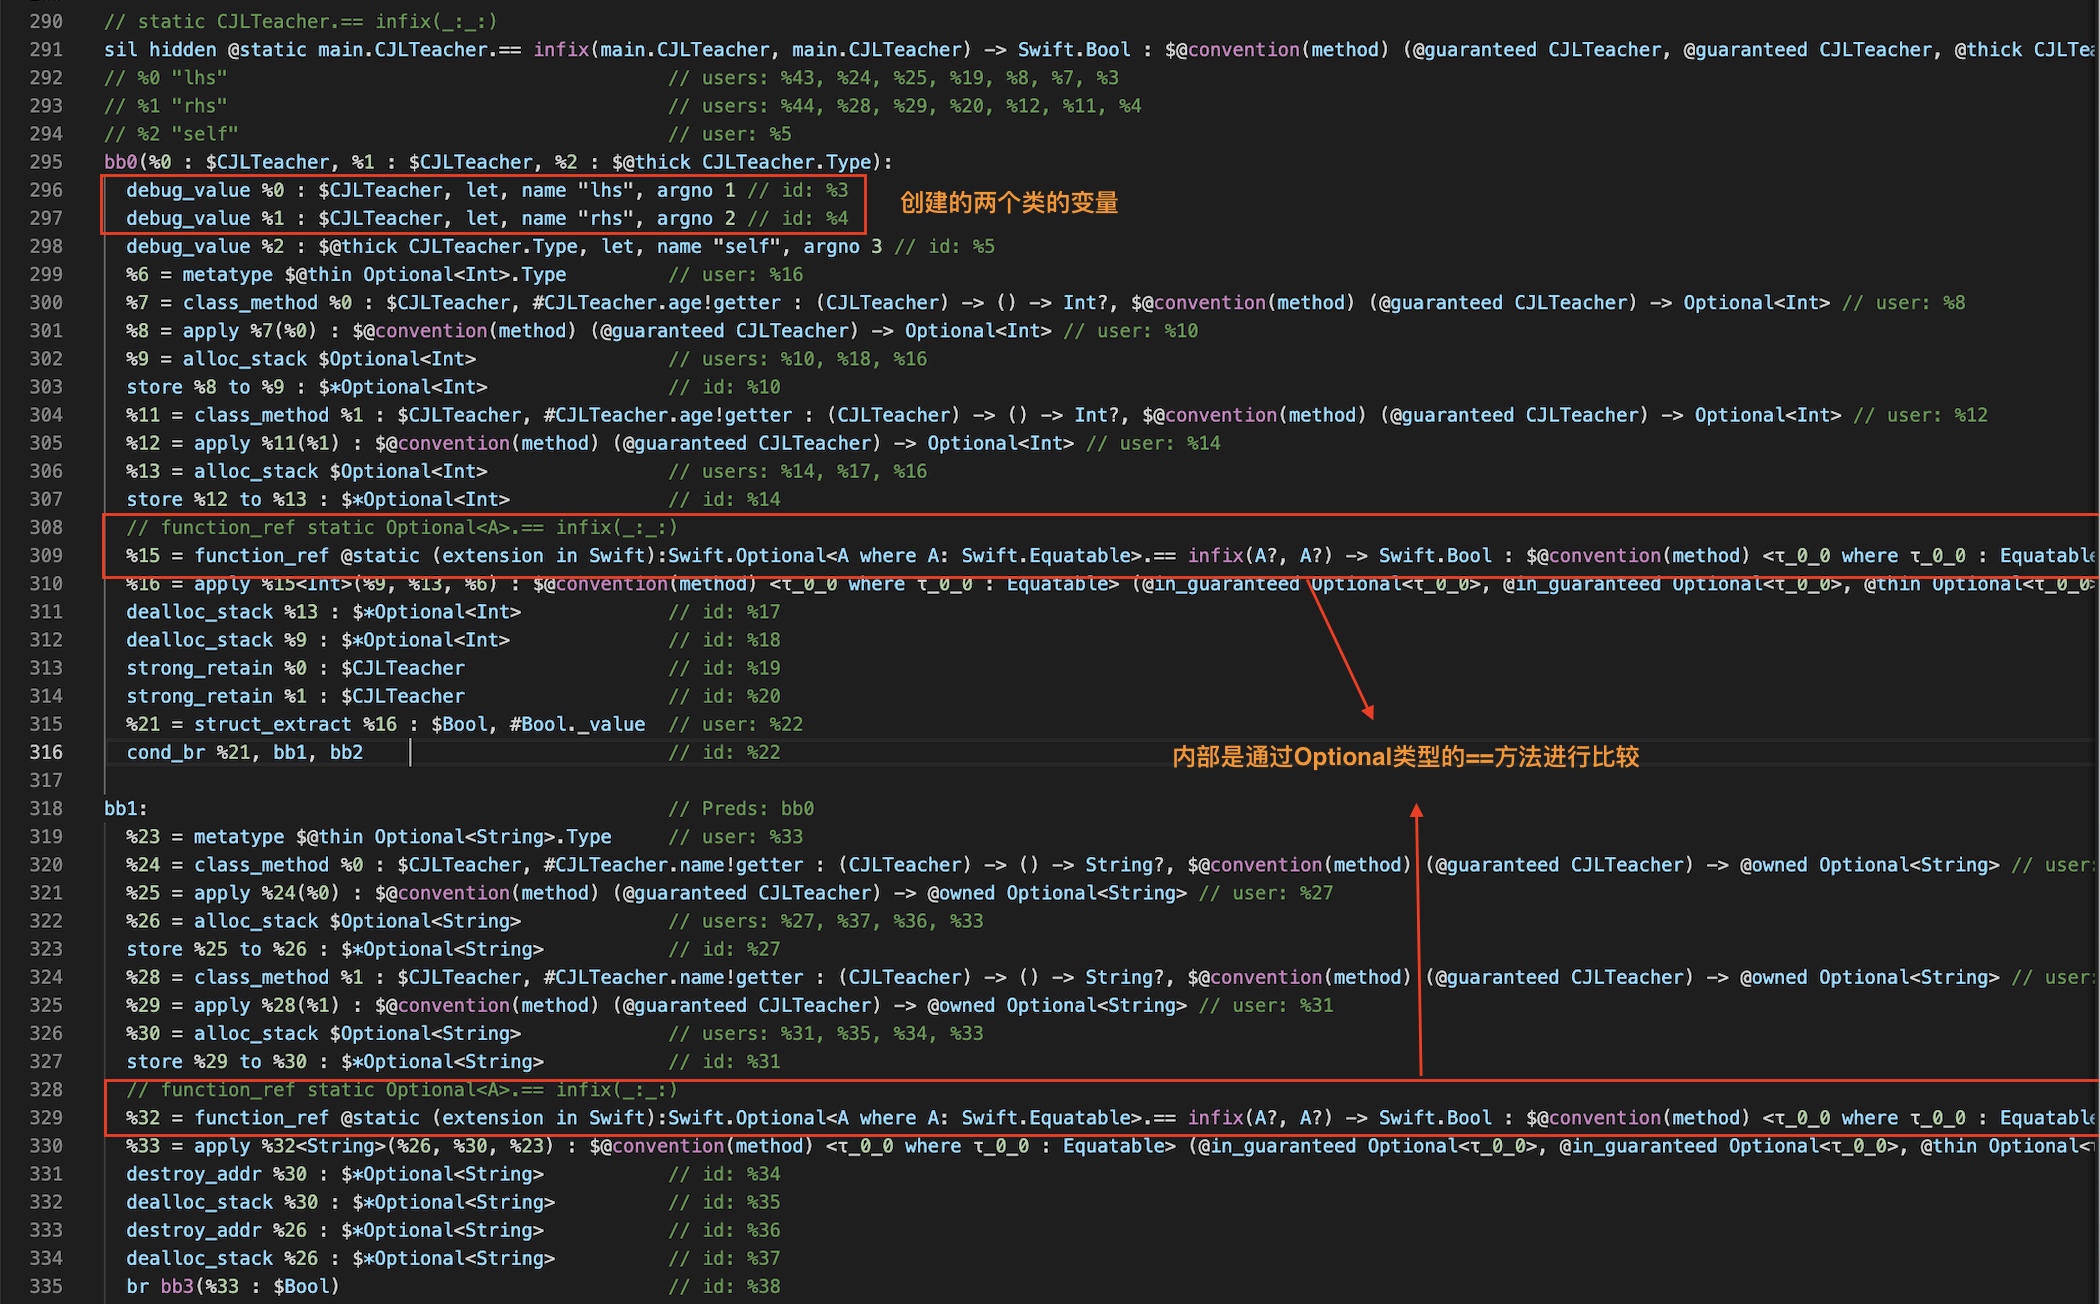 290 // static CJLTeacher.== infix(_:_:)
291 sil hidden @static main.CJLTeacher.== infix(main.CJLTeacher, main.CJLTeacher) -> Swift.Bool : $@convention(method) (@guaranteed CJLTeacher, @guaranteed CJLTeacher, @thick CJLTea
292 // %0 "lhs" // users: %43, %24, %25, %19, %8, %7, %3
293 // %1 "rhs" // users: %44, %28, %29, %20, %12, %11, %4
294 // %2 "self" // user: %5
295 bb0(%0 : $CJLTeacher, %1 : $CJLTeacher, %2 : $@thick CJLTeacher.Type):
296 debug_value %0 : $CJLTeacher, let, name "lhs", argno 1 // id: %3
创建的两个类的变量
297 debug_value %1 : $CJLTeacher, let, name "rhs", argno 2 // id: %4
298 debug_value %2 : $@thick CJLTeacher.Type, let, name "self", argno 3 // id: %5
299 %6 = metatype $@thin Optional<Int>.Type // user: %16
300 %7 = class_method %0 : $CJLTeacher, #CJLTeacher.age!getter : (CJLTeacher) -> () -> Int?, $@convention(method) (@guaranteed CJLTeacher) -> Optional<Int> // user: %8
301 %8 = apply %7(%0) : $@convention(method) (@guaranteed CJLTeacher) -> Optional<Int> // user: %10
302 %9 = alloc_stack $Optional<Int> // users: %10, %18, %16
303 store %8 to %9 : $*Optional<Int> // id: %10
304 %11 = class_method %1 : $CJLTeacher, #CJLTeacher.age!getter : (CJLTeacher) -> () -> Int?, $@convention(method) (@guaranteed CJLTeacher) -> Optional<Int> // user: %12
305 %12 = apply %11(%1) : $@convention(method) (@guaranteed CJLTeacher) -> Optional<Int> // user: %14
306 %13 = alloc_stack $Optional<Int> // users: %14, %17, %16
307 store %12 to %13 : $*Optional<Int> // id: %14
308 // function_ref static Optional<A>.== infix(_:_:)
309 %15 = function_ref @static (extension in Swift):Swift.Optional<A where A: Swift.Equatable>.== infix(A?, A?) -> Swift.Bool : $@convention(method) <τ_0_0 where τ_0_0 : Equatable
310 %16 = apply %15<Int>(%9, %13, %6) : $@convention(method) <τ_0_0 where τ_0_0 : Equatable> (@in_guaranteed Optional<τ_0_0>, @in_guaranteed Optional<τ_0_0>, @thin Optional<τ_0_0>
311 dealloc_stack %13 : $*Optional<Int> // id: %17
312 dealloc_stack %9 : $*Optional<Int> // id: %18
313 strong_retain %0 : $CJLTeacher // id: %19
314 strong_retain %1 : $CJLTeacher // id: %20
315 %21 = struct_extract %16 : $Bool, #Bool._value // user: %22
316 cond_br %21, bb1, bb2 // id: %22
内部是通过Optional类型的==方法进行比较
317
318 bb1: // Preds: bb0
319 %23 = metatype $@thin Optional<String>.Type // user: %33
320 %24 = class_method %0 : $CJLTeacher, #CJLTeacher.name!getter : (CJLTeacher) -> () -> String?, $@convention(method) (@guaranteed CJLTeacher) -> @owned Optional<String> // user:
321 %25 = apply %24(%0) : $@convention(method) (@guaranteed CJLTeacher) -> @owned Optional<String> // user: %27
322 %26 = alloc_stack $Optional<String> // users: %27, %37, %36, %33
323 store %25 to %26 : $*Optional<String> // id: %27
324 %28 = class_method %1 : $CJLTeacher, #CJLTeacher.name!getter : (CJLTeacher) -> () -> String?, $@convention(method) (@guaranteed CJLTeacher) -> @owned Optional<String> // user:
325 %29 = apply %28(%1) : $@convention(method) (@guaranteed CJLTeacher) -> @owned Optional<String> // user: %31
326 %30 = alloc_stack $Optional<String> // users: %31, %35, %34, %33
327 store %29 to %30 : $*Optional<String> // id: %31
328 // function_ref static Optional<A>.== infix(_:_:)
329 %32 = function_ref @static (extension in Swift):Swift.Optional<A where A: Swift.Equatable>.== infix(A?, A?) -> Swift.Bool : $@convention(method) <τ_0_0 where τ_0_0 : Equatable
330 %33 = apply %32<String>(%26, %30, %23) : $@convention(method) <τ_0_0 where τ_0_0 : Equatable> (@in_guaranteed Optional<τ_0_0>, @in_guaranteed Optional<τ_0_0>, @thin Optional<τ
331 destroy_addr %30 : $*Optional<String> // id: %34
332 dealloc_stack %30 : $*Optional<String> // id: %35
333 destroy_addr %26 : $*Optional<String> // id: %36
334 dealloc_stack %26 : $*Optional<String> // id: %37
335 br bb3(%33 : $Bool) // id: %38